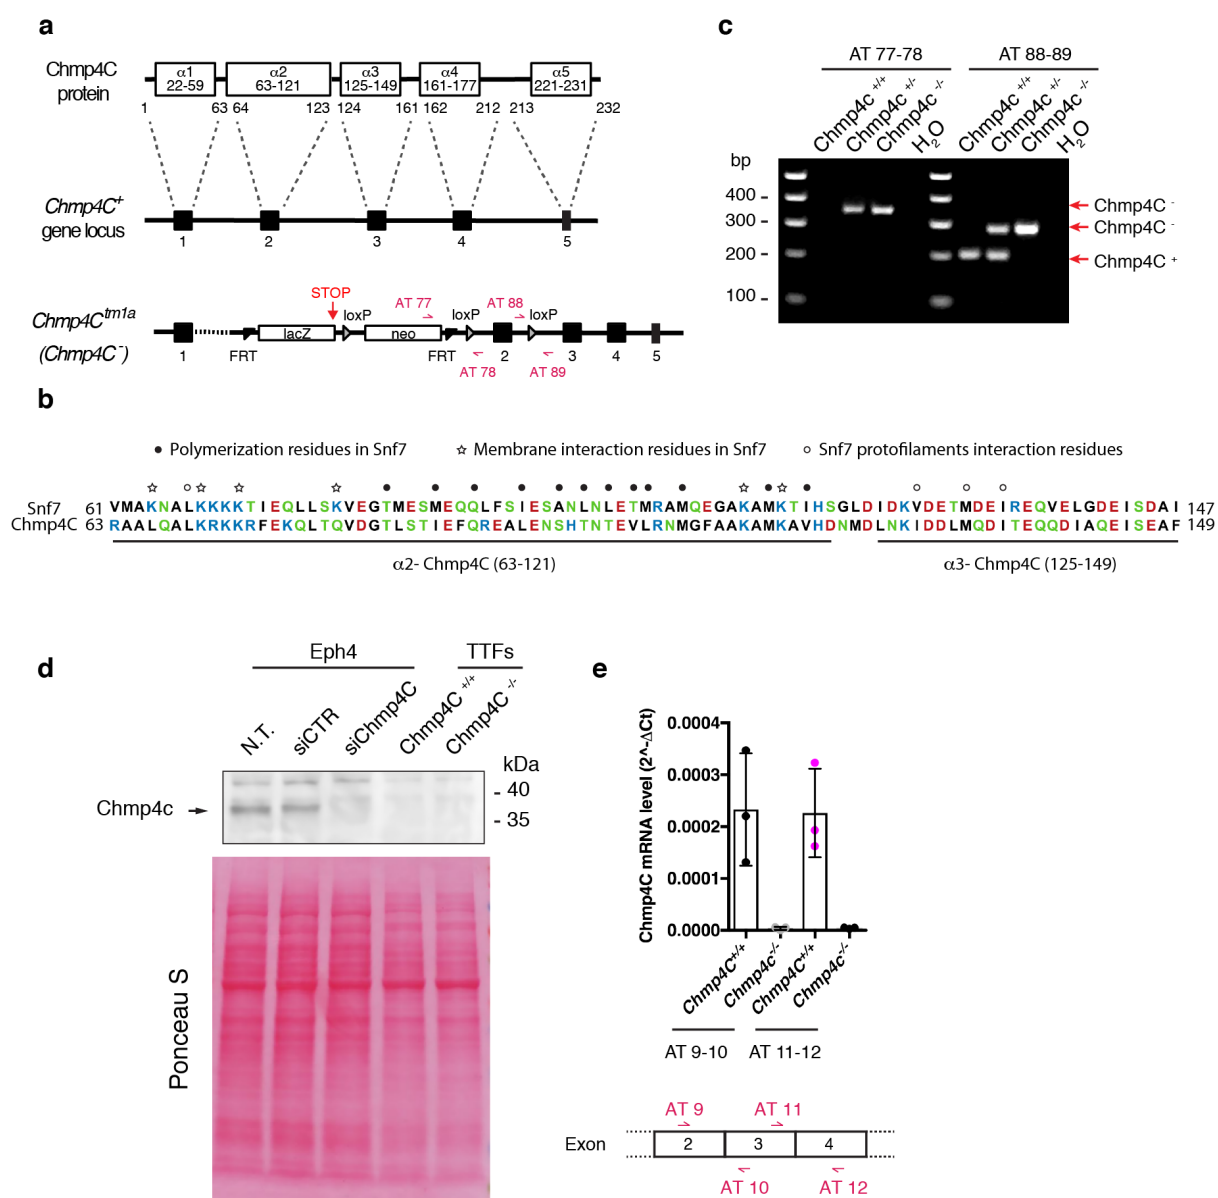 a
Chmp4C protein
α1 22-59
α2 63-121
α3 125-149
α4 161-177
α5 221-231
1 63 64 123 124 161 162 212 213 232
Chmp4C+ gene locus
1 2 3 4 5
STOP
Chmp4C tm1a
(Chmp4C-)
AT 77 AT 88
loxP loxP loxP
lacZ neo
1 FRT FRT 2 3 4 5
AT 78 AT 89
b
● Polymerization residues in Snf7 ☆ Membrane interaction residues in Snf7 ○ Snf7 protofilaments interaction residues
Snf7 61 VMAKNALKKKKTIEQLLSKVEGTMESMEQQLFSIESANLNLETMRAMQEGAKAMKTIHSGLDIDKVDETMDEIREQVELGDEISDAI 147
Chmp4C 63 RAALQALKRKKRFEKQLTQVDGTLSTIEFQREALENSHTNTEVLRNMGFAAKAMKAVHDNMDLNKIDDLMQDITEQQDIAQEISEAF 149
α2- Chmp4C (63-121) α3- Chmp4C (125-149)
c
AT 77-78 AT 88-89
Chmp4c +/+ Chmp4c +/- Chmp4c -/- H2O Chmp4c +/+ Chmp4c +/- Chmp4c -/- H2O
bp
400
300
200
100
Chmp4C -
Chmp4C -
Chmp4C +
d
Eph4 TTFs
N.T. siCTR siChmp4C Chmp4C +/+ Chmp4C -/-
kDa
Chmp4c
- 40
- 35
Ponceau S
e
Chmp4C mRNA level (2^-ΔCt)
0.0004
0.0003
0.0002
0.0001
0.0000
Chmp4C+/+ Chmp4c-/- Chmp4C+/+ Chmp4c-/-
AT 9-10 AT 11-12
AT 9 AT 11
Exon 2 3 4
AT 10 AT 12